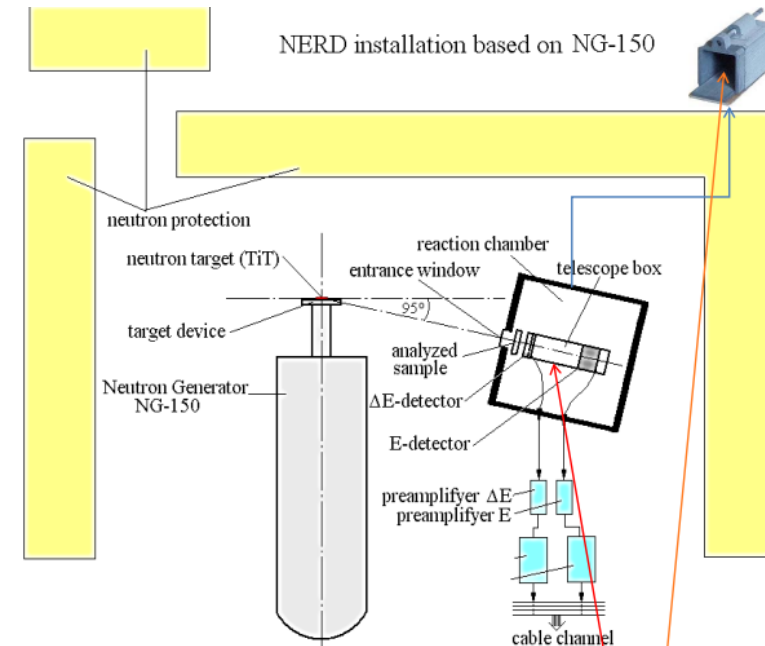 NERD installation based on NG-150
neutron protection
reaction chamber
neutron target (TiT)
entrance window
telescope box
95°
target device
analyzed
sample
Neutron Generator
NG-150
ΔE-detector
E-detector
preamplifyer ΔE
preamplifyer E
cable channel